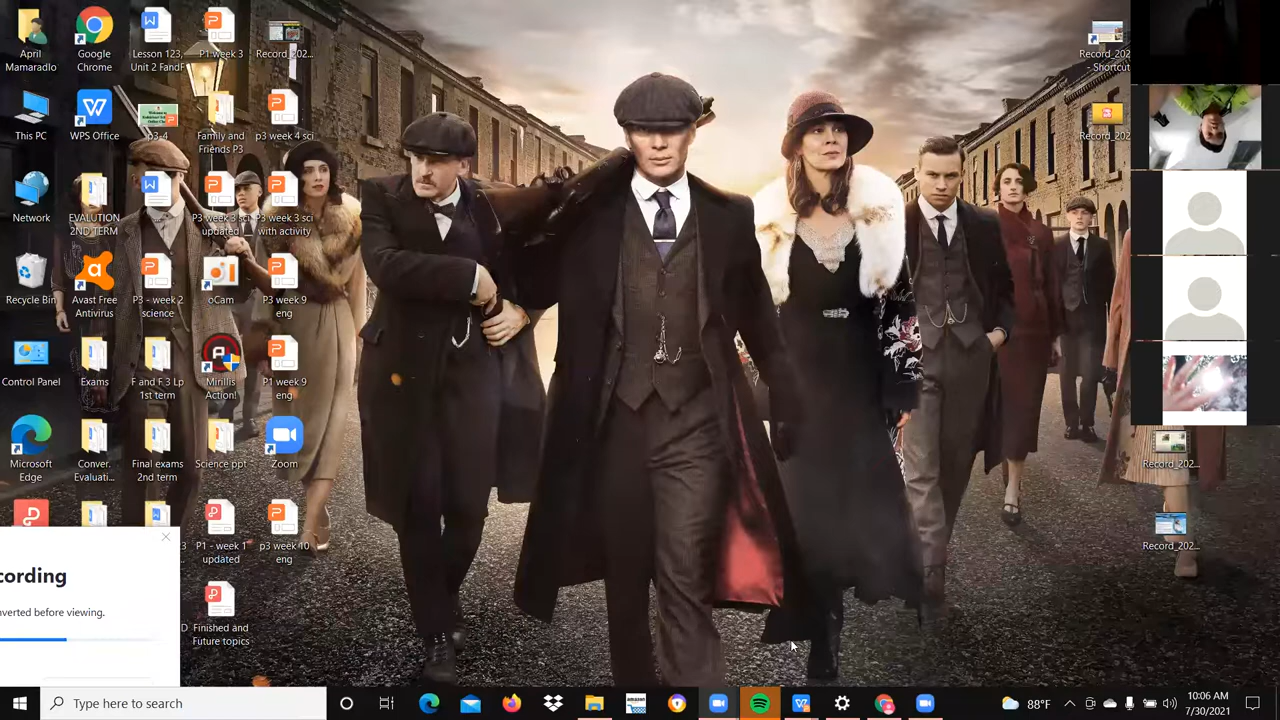 April
Mamaradlo
Google
Chrome
Lesson 123,
Unit 2 FandF
P1 week 3
Record_202...
This PC
WPS Office
p3-4
Family and
Friends P3
p3 week 4 sci
Network
EVALUTION
2ND TERM
...
P3 week 3 sci
updated
P3 week 3 sci
with activity
Recycle Bin
Avast Free
Antivirus
P3 - week 2
science
oCam
P3 week 9
eng
Control Panel
Exams
F and F 3 Lp
1st term
Mirillis
Action!
P1 week 9
eng
Microsoft
Edge
Conver.
Evaluati...
Final exams
2nd term
Science ppt
Zoom
P1 - week 1
updated
p3 week 10
eng
Finished and
Future topics
Record_202
- Shortcut
Record_202
Record_202...
Record_202...
cording
nverted before viewing.
Type here to search
amazon
88°F
10:06 AM
7/30/2021